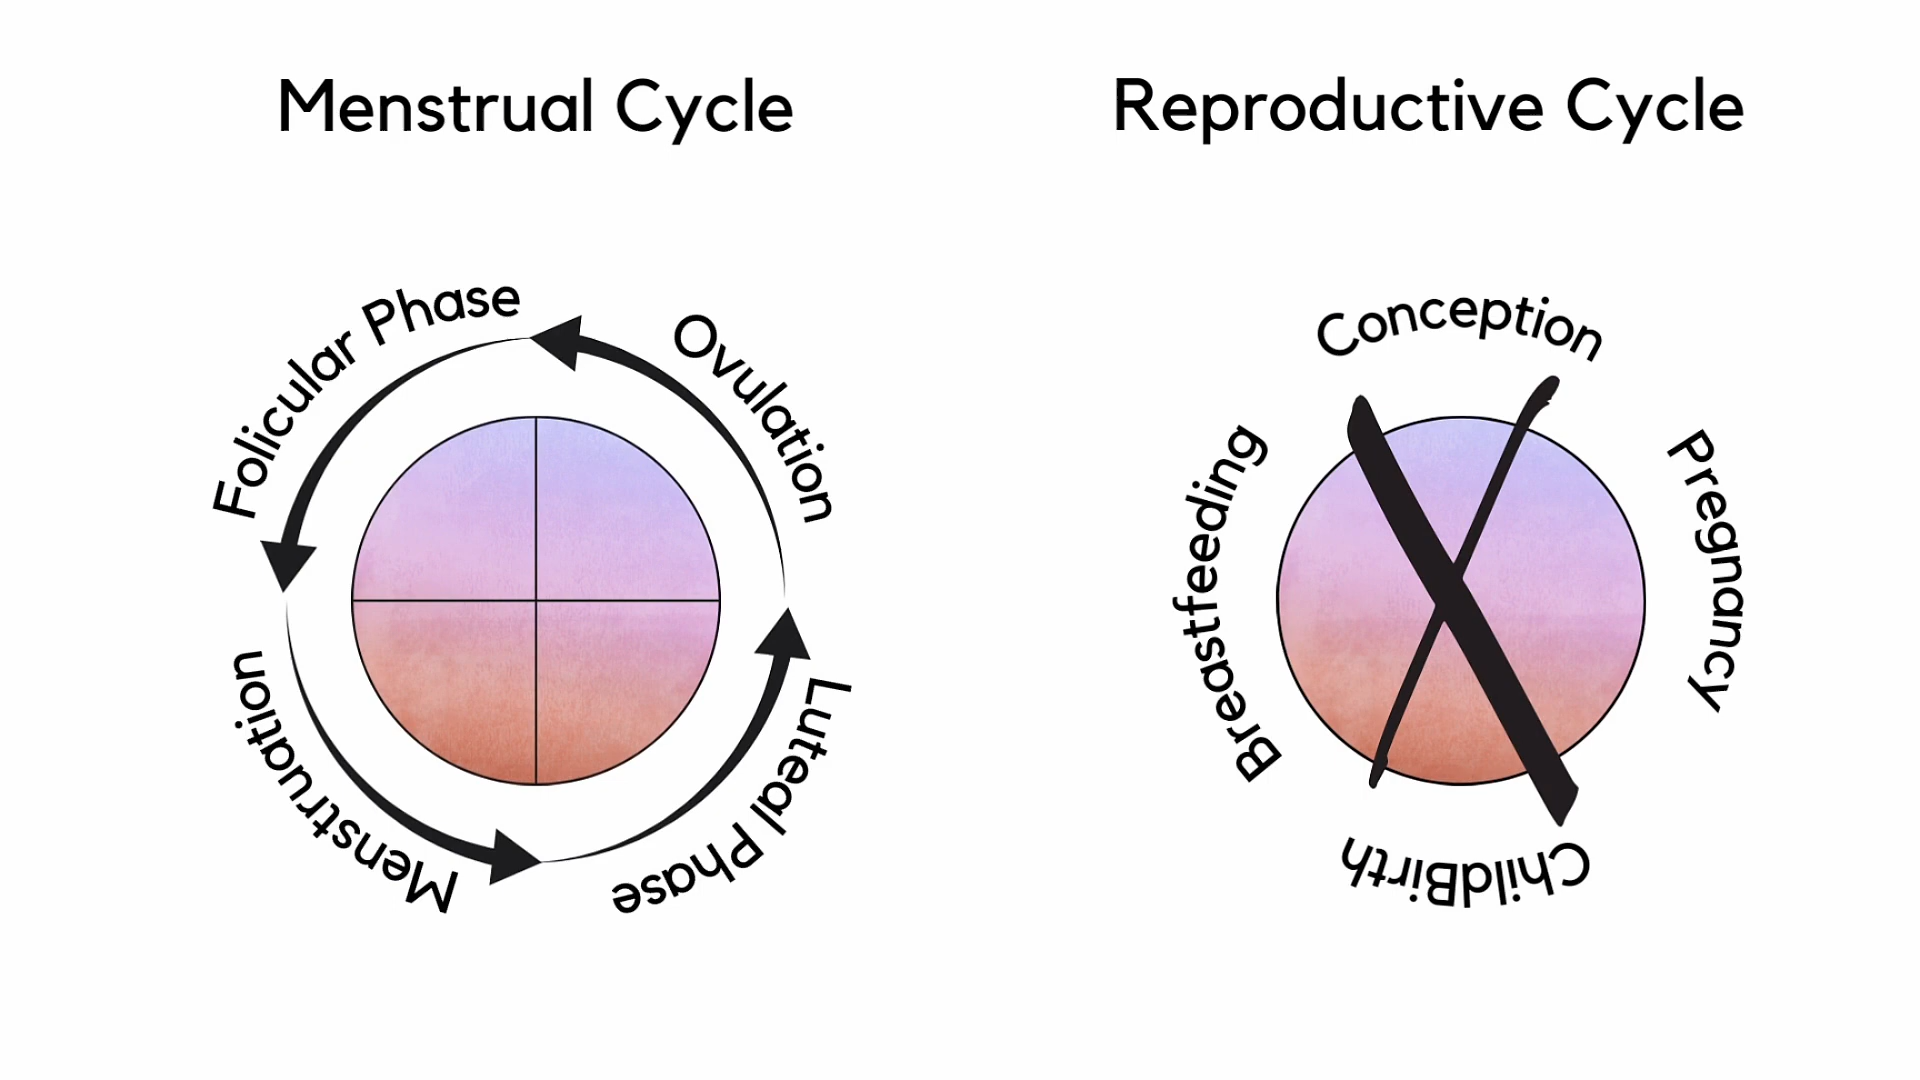 Menstrual Cycle
Reproductive Cycle
Folicular Phase
Ovulation
Menstruation
Luteal Phase
Conception
Pregnancy
Breastfeeding
ChildBirth